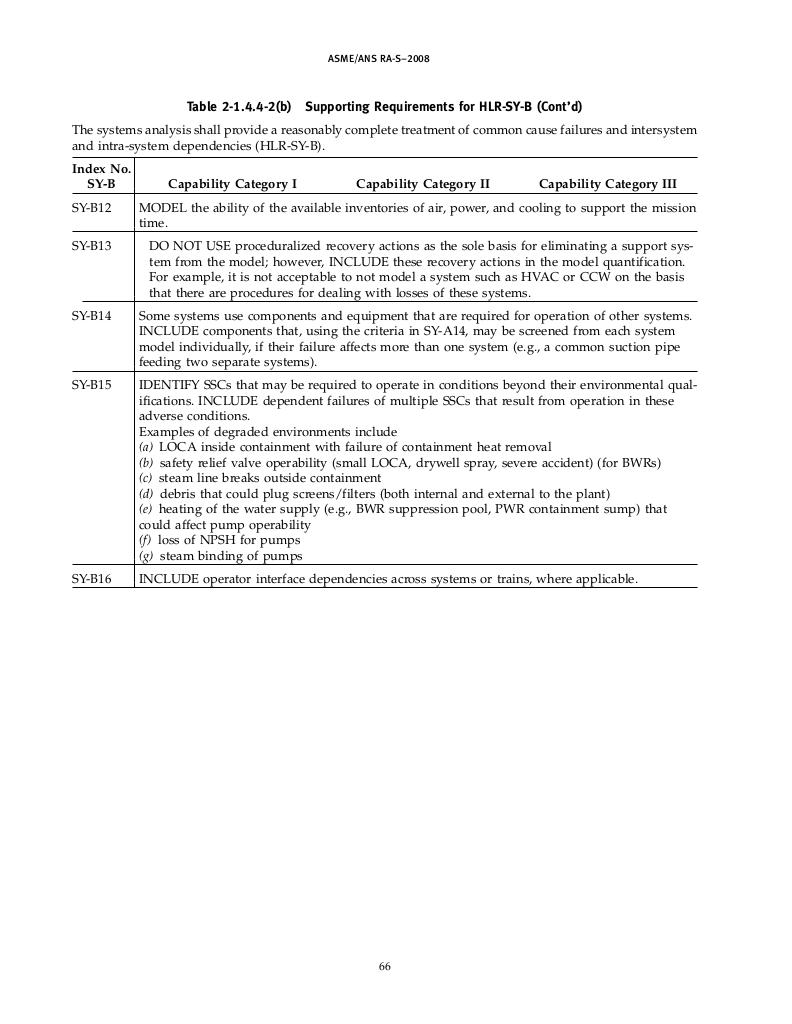 ASME/ANS RA-S–2008
Table 2-1.4.4-2(b) Supporting Requirements for HLR-SY-B (Cont’d)
The systems analysis shall provide a reasonably complete treatment of common cause failures and intersystem
and intra-system dependencies (HLR-SY-B).
Index No.
SY-B Capability Category I Capability Category II Capability Category III
SY-B12 MODEL the ability of the available inventories of air, power, and cooling to support the mission
time.
SY-B13 DO NOT USE proceduralized recovery actions as the sole basis for eliminating a support sys-
tem from the model; however, INCLUDE these recovery actions in the model quantification.
For example, it is not acceptable to not model a system such as HVAC or CCW on the basis
that there are procedures for dealing with losses of these systems.
SY-B14 Some systems use components and equipment that are required for operation of other systems.
INCLUDE components that, using the criteria in SY-A14, may be screened from each system
model individually, if their failure affects more than one system (e.g., a common suction pipe
feeding two separate systems).
SY-B15 IDENTIFY SSCs that may be required to operate in conditions beyond their environmental qual-
ifications. INCLUDE dependent failures of multiple SSCs that result from operation in these
adverse conditions.
Examples of degraded environments include
(a) LOCA inside containment with failure of containment heat removal
(b) safety relief valve operability (small LOCA, drywell spray, severe accident) (for BWRs)
(c) steam line breaks outside containment
(d) debris that could plug screens/filters (both internal and external to the plant)
(e) heating of the water supply (e.g., BWR suppression pool, PWR containment sump) that
could affect pump operability
(f) loss of NPSH for pumps
(g) steam binding of pumps
SY-B16 INCLUDE operator interface dependencies across systems or trains, where applicable.
66